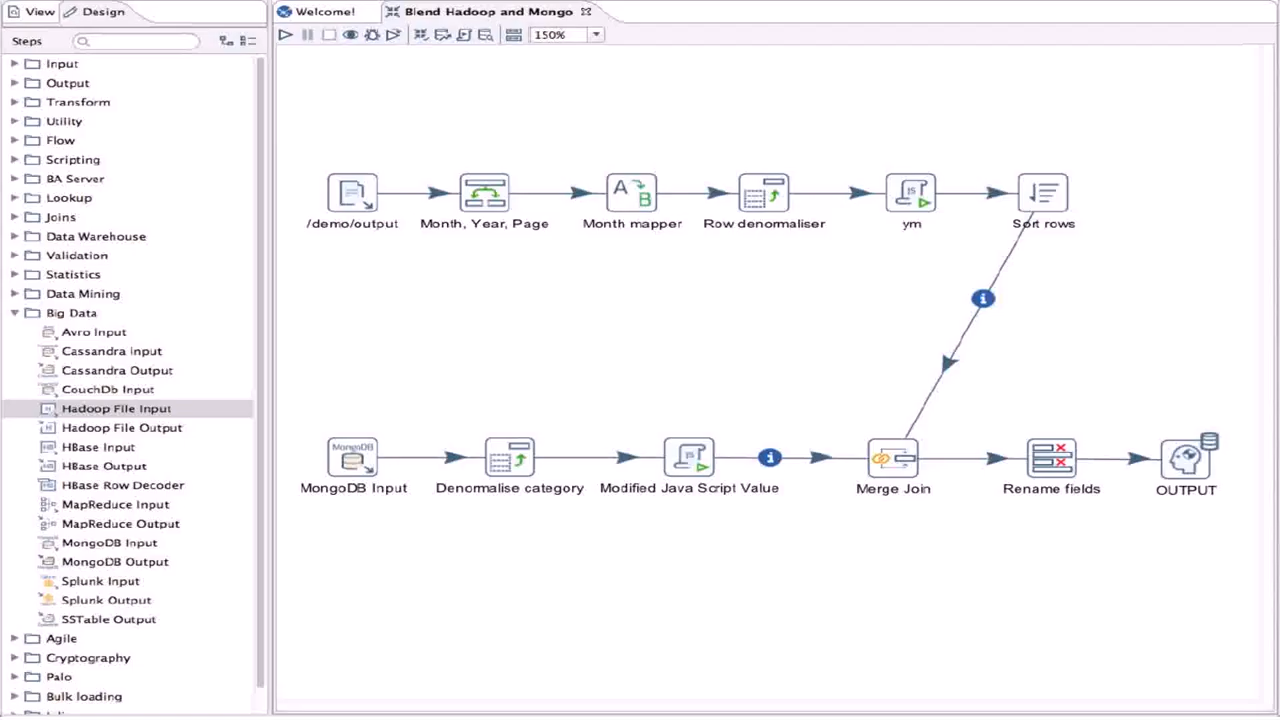 View
Design
Welcome!
Blend Hadoop and Mongo
Steps
150%
Input
Output
Transform
Utility
Flow
Scripting
BA Server
Lookup
Joins
Data Warehouse
Validation
Statistics
Data Mining
Big Data
Avro Input
Cassandra Input
Cassandra Output
CouchDb Input
Hadoop File Input
Hadoop File Output
HBase Input
HBase Output
HBase Row Decoder
MapReduce Input
MapReduce Output
MongoDB Input
MongoDB Output
Splunk Input
Splunk Output
SSTable Output
Agile
Cryptography
Palo
Bulk loading
A
B
JS
/demo/output
Month, Year, Page
Month mapper
Row denormaliser
ym
Sort rows
i
MongoDB
JS
i
MongoDB Input
Denormalise category
Modified Java Script Value
Merge Join
Rename fields
OUTPUT